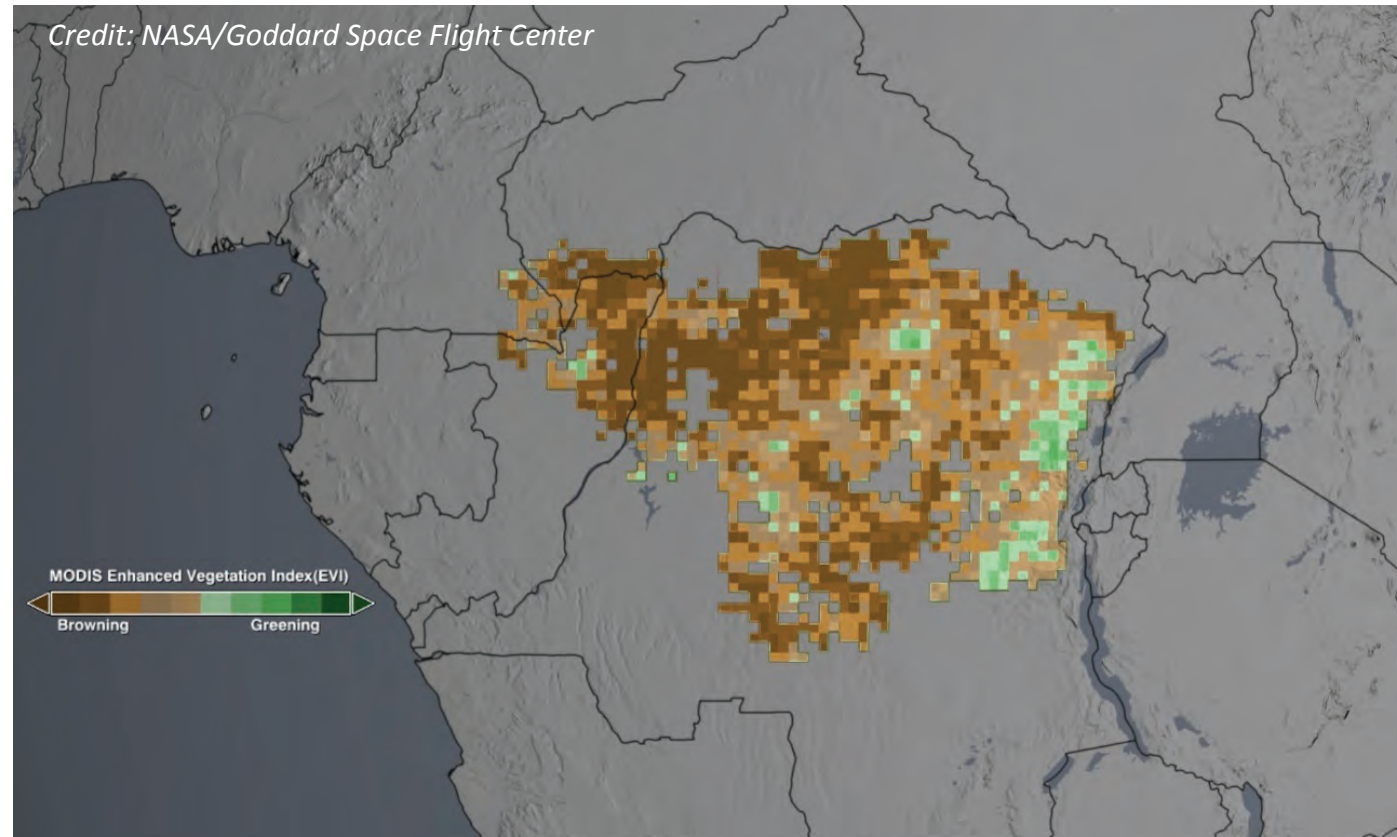 Credit: NASA/Goddard Space Flight Center
MODIS Enhanced Vegetation Index(EVI)
Browning Greening